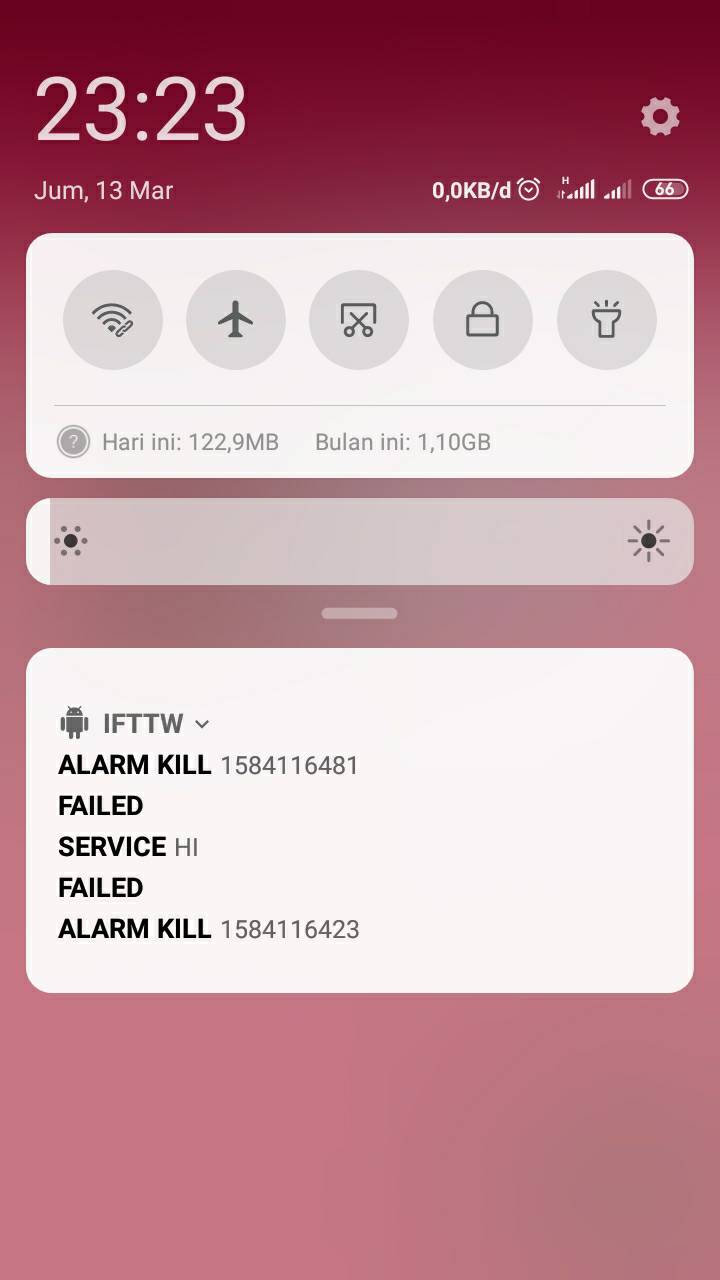 23:23
Jum, 13 Mar
0,0KB/d H 66
? Hari ini: 122,9MB Bulan ini: 1,10GB
IFTTW
ALARM KILL 1584116481
FAILED
SERVICE HI
FAILED
ALARM KILL 1584116423